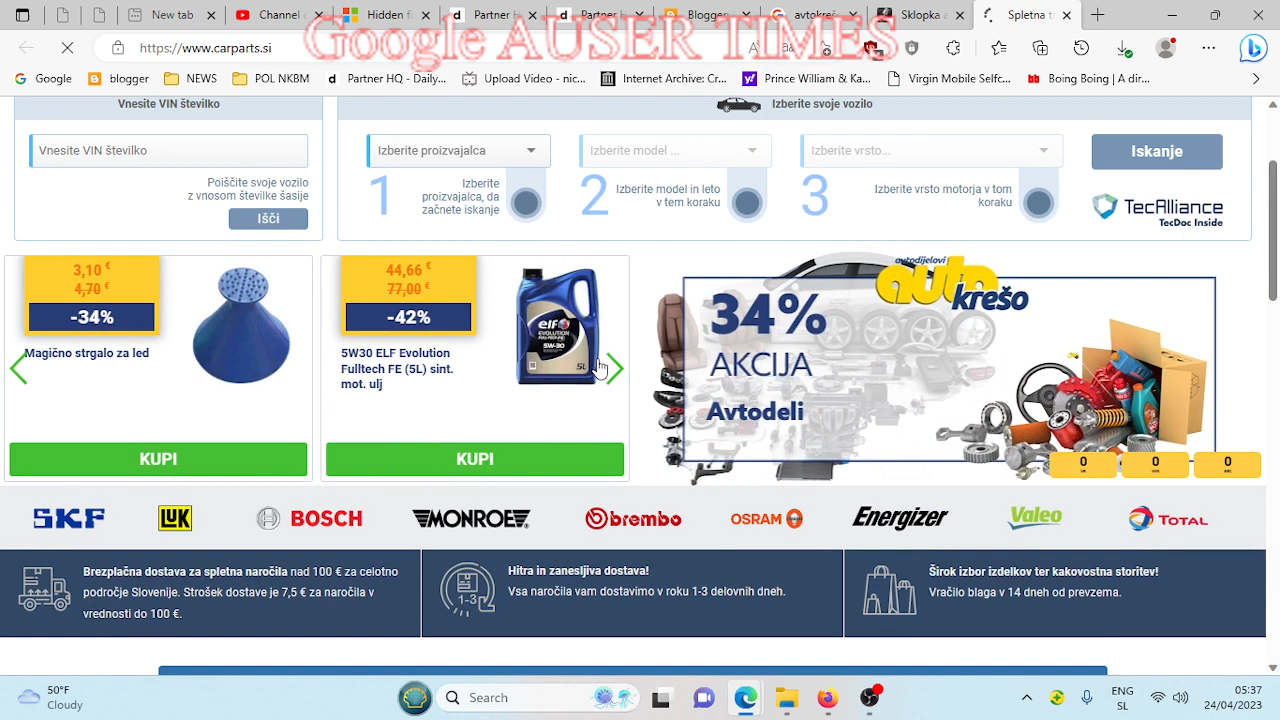 Google AUSER TIMES
https://www.carparts.si
Google
blogger
NEWS
POL NKBM
Partner HQ - Daily...
Upload Video - nic...
Internet Archive: Cr...
Prince William & Ka...
Virgin Mobile Selfc...
Boing Boing | A dir...
Vnesite VIN številko
Izberite svoje vozilo
Vnesite VIN številko
Izberite proizvajalca
Izberite model ...
Izberite vrsto...
Iskanje
Poiščite svoje vozilo
z vnosom številke šasije
Išči
1
Izberite
proizvajalca, da
začnete iskanje
2
Izberite model in leto
v tem koraku
3
Izberite vrsto motorja v tem
koraku
TecAlliance
TecDoc Inside
3,10 €
4,70 €
-34%
Magično strgalo za led
KUPI
44,66 €
77,00 €
-42%
5W30 ELF Evolution
Fulltech FE (5L) sint.
mot. ulj
elf
EVOLUTION
5W-30
5L
KUPI
34%
AKCIJA
Avtodeli
autodijelovi
auto
krešo
0
0
0
SKF
LUK
BOSCH
MONROE
brembo
OSRAM
Energizer
Valeo
TOTAL
Brezplačna dostava za spletna naročila nad 100 € za celotno
področje Slovenije. Strošek dostave je 7,5 € za naročila v
vrednosti do 100 €.
1-3
Hitra in zanesljiva dostava!
Vsa naročila vam dostavimo v roku 1-3 delovnih dneh.
Širok izbor izdelkov ter kakovostna storitev!
Vračilo blaga v 14 dneh od prevzema.
50°F
Cloudy
Search
ENG
SL
05:37
24/04/2023